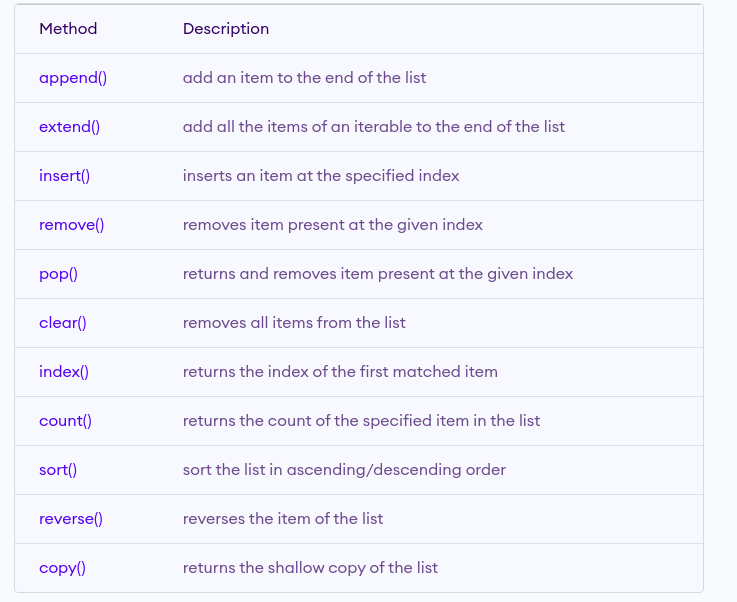 Method Description
append() add an item to the end of the list
extend() add all the items of an iterable to the end of the list
insert() inserts an item at the specified index
remove() removes item present at the given index
pop() returns and removes item present at the given index
clear() removes all items from the list
index() returns the index of the first matched item
count() returns the count of the specified item in the list
sort() sort the list in ascending/descending order
reverse() reverses the item of the list
copy() returns the shallow copy of the list